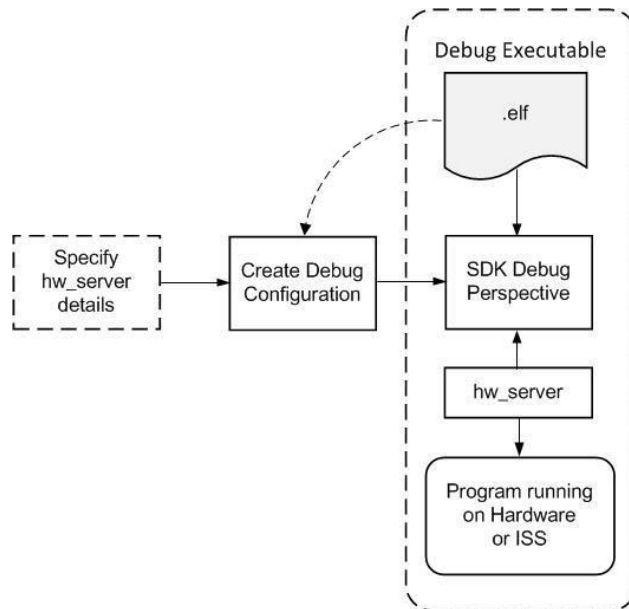 Debug Executable
.elf
Specify
hw_server
details
Create Debug
Configuration
SDK Debug
Perspective
hw_server
Program running
on Hardware
or ISS